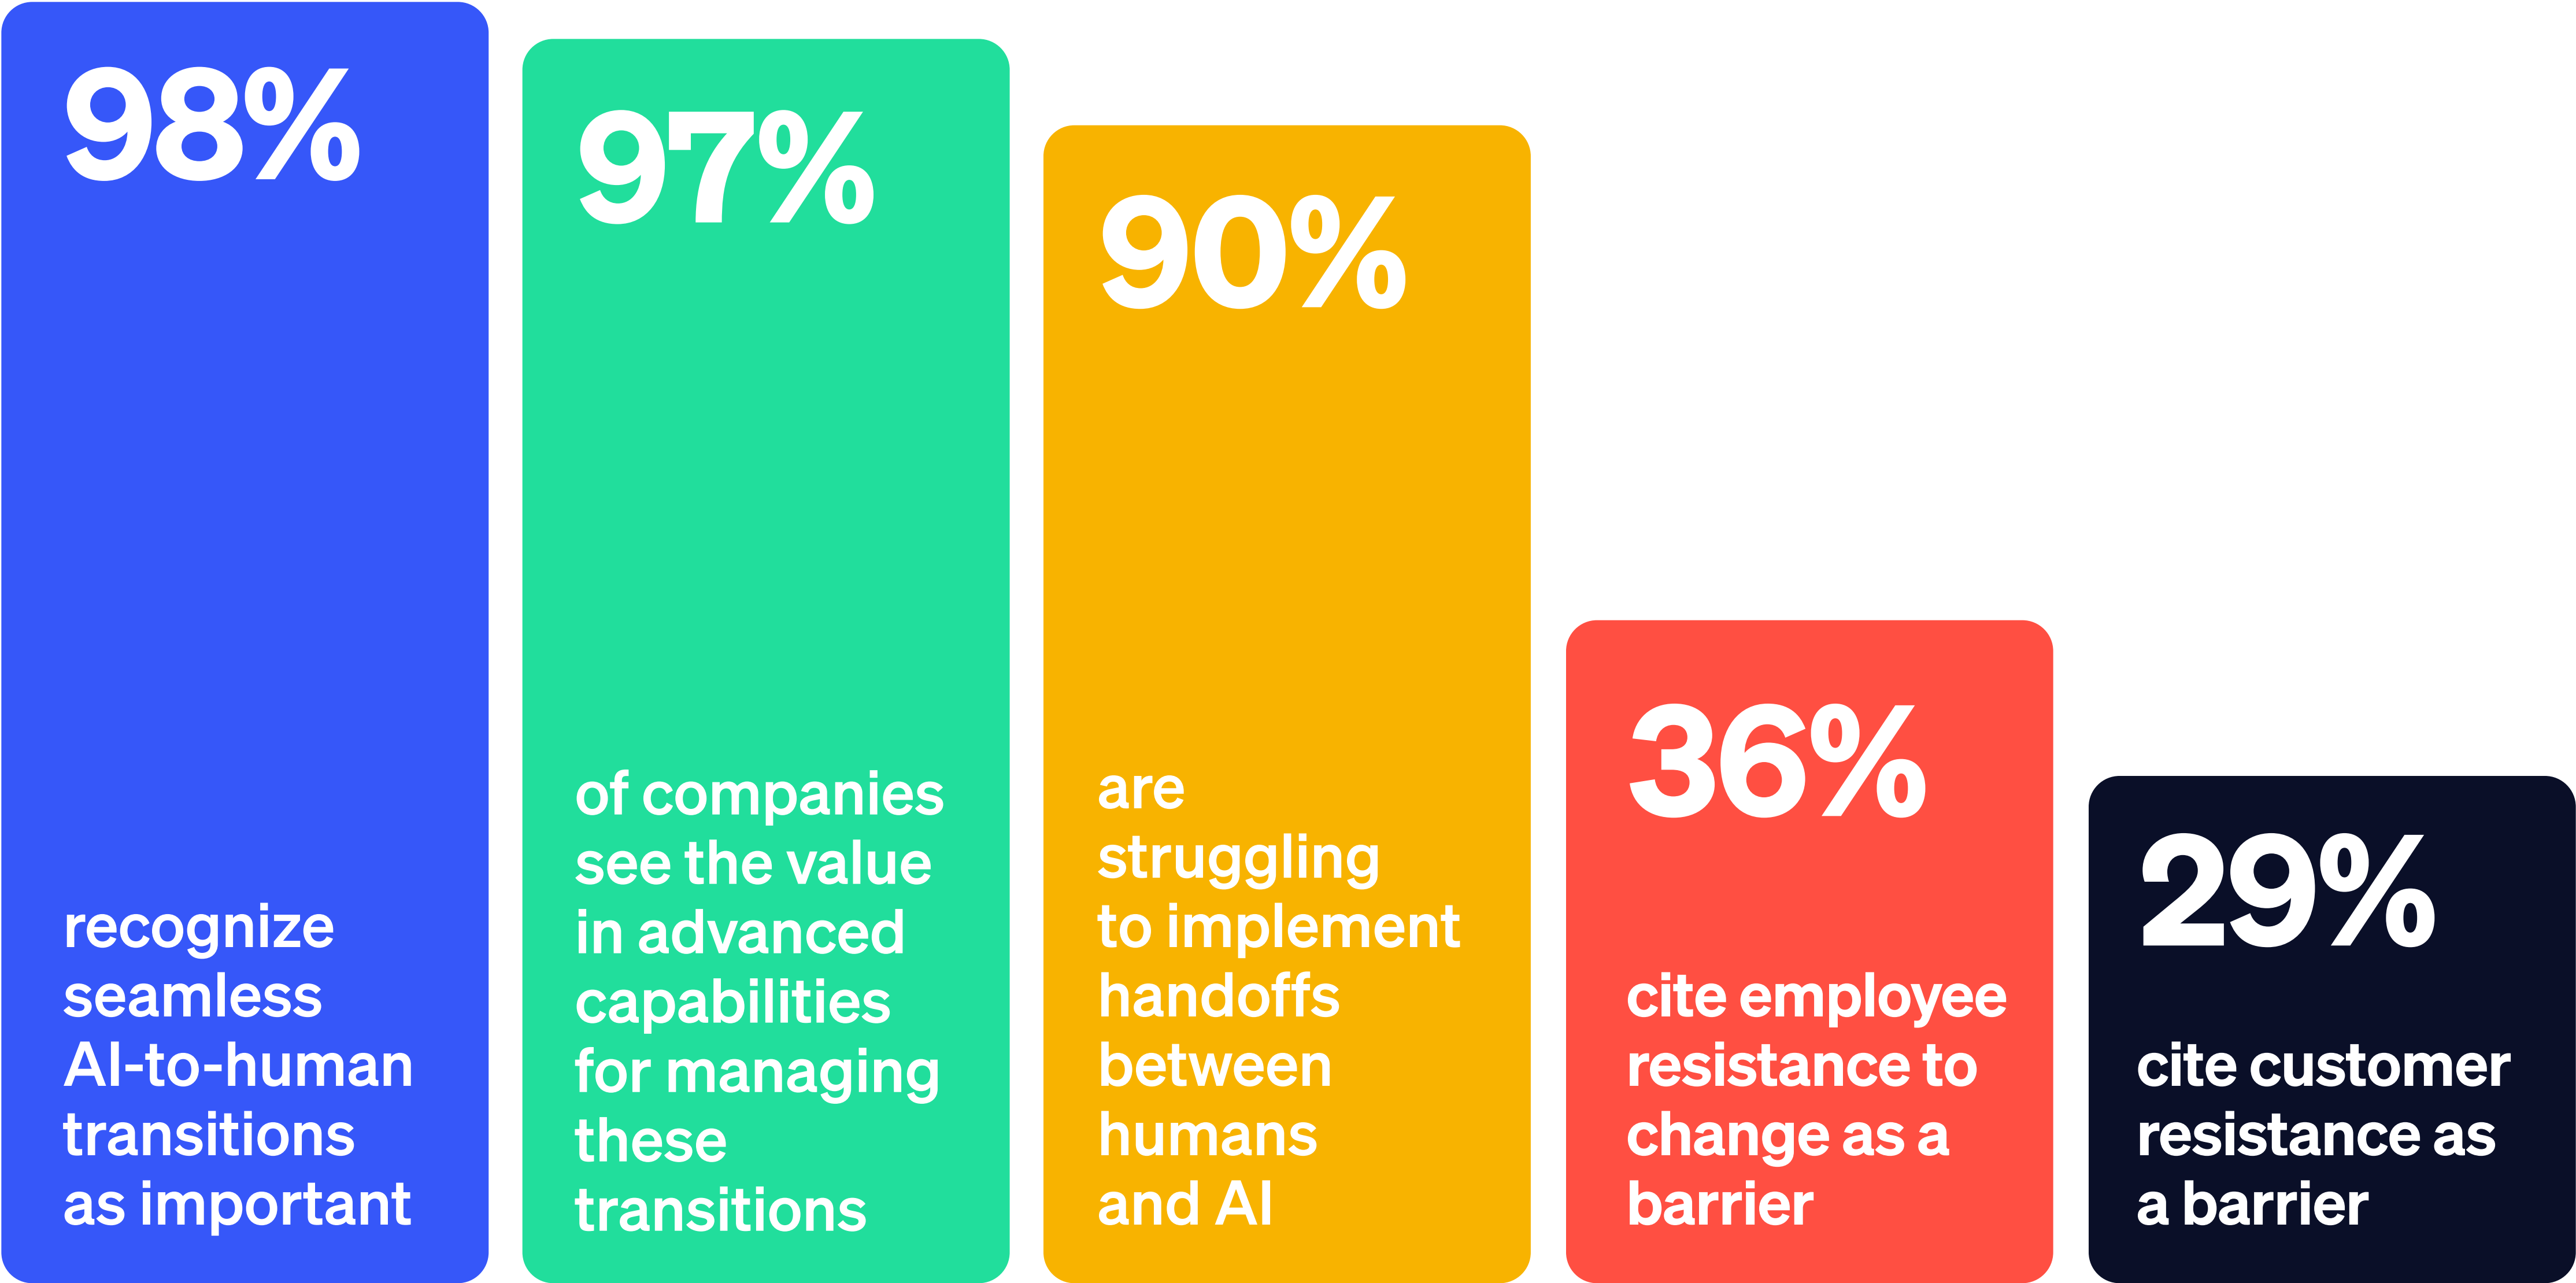 98%
recognize
seamless
AI-to-human
transitions
as important
97%
of companies
see the value
in advanced
capabilities
for managing
these
transitions
90%
are
struggling
to implement
handoffs
between
humans
and AI
36%
cite employee
resistance to
change as a
barrier
29%
cite customer
resistance as
a barrier